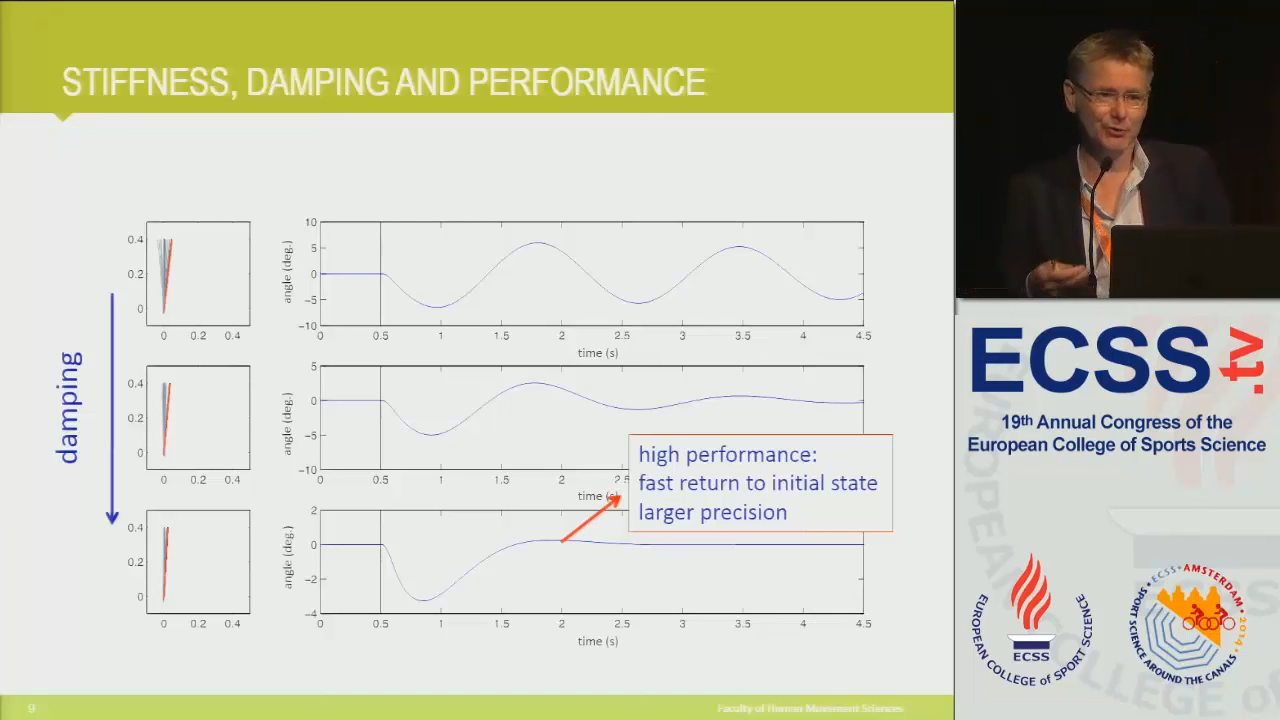 STIFFNESS, DAMPING AND PERFORMANCE
damping
0.4
0.2
0
0 0.2 0.4
angle (deg.)
10
5
0
−5
−10
0 0.5 1 1.5 2 2.5 3 3.5 4 4.5
time (s)
0.4
0.2
0
0 0.2 0.4
angle (deg.)
5
0
−5
−10
0 0.5 1 1.5 2 2.5
time (s)
high performance:
fast return to initial state
larger precision
0.4
0.2
0
0 0.2 0.4
angle (deg.)
2
0
−2
−4
0 0.5 1 1.5 2 2.5 3 3.5 4 4.5
time (s)
9
Faculty of Human Movement Sciences
ECSS.tv
19th Annual Congress of the
European College of Sports Science
EUROPEAN COLLEGE OF SPORT SCIENCE
ECSS
ECSS • AMSTERDAM 2014
SPORT SCIENCE AROUND THE CANALS